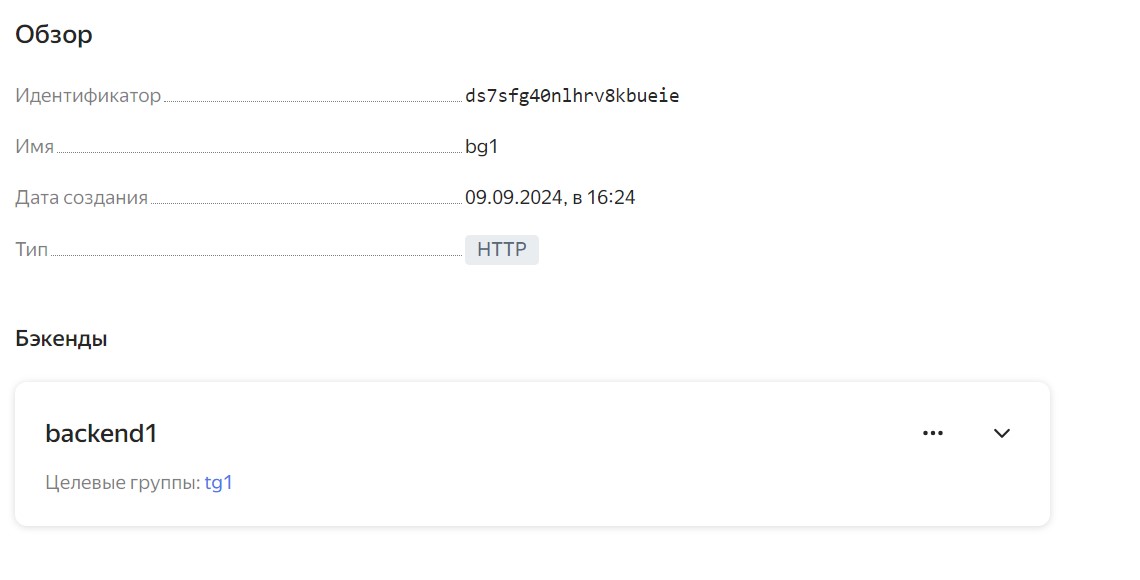 Обзор
Идентификатор ds7sfg40nlhrv8kbueie
Имя bg1
Дата создания 09.09.2024, в 16:24
Тип HTTP
Бэкенды
backend1
Целевые группы: tg1